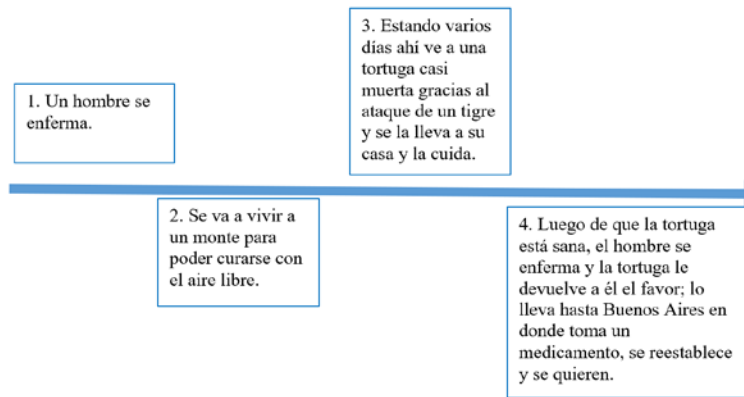 1. Un hombre se
enferma.
2. Se va a vivir a
un monte para
poder curarse con
el aire libre.
3. Estando varios
días ahí ve a una
tortuga casi
muerta gracias al
ataque de un tigre
y se la lleva a su
casa y la cuida.
4. Luego de que la tortuga
está sana, el hombre se
enferma y la tortuga le
devuelve a él el favor; lo
lleva hasta Buenos Aires en
donde toma un
medicamento, se reestablece
y se quieren.